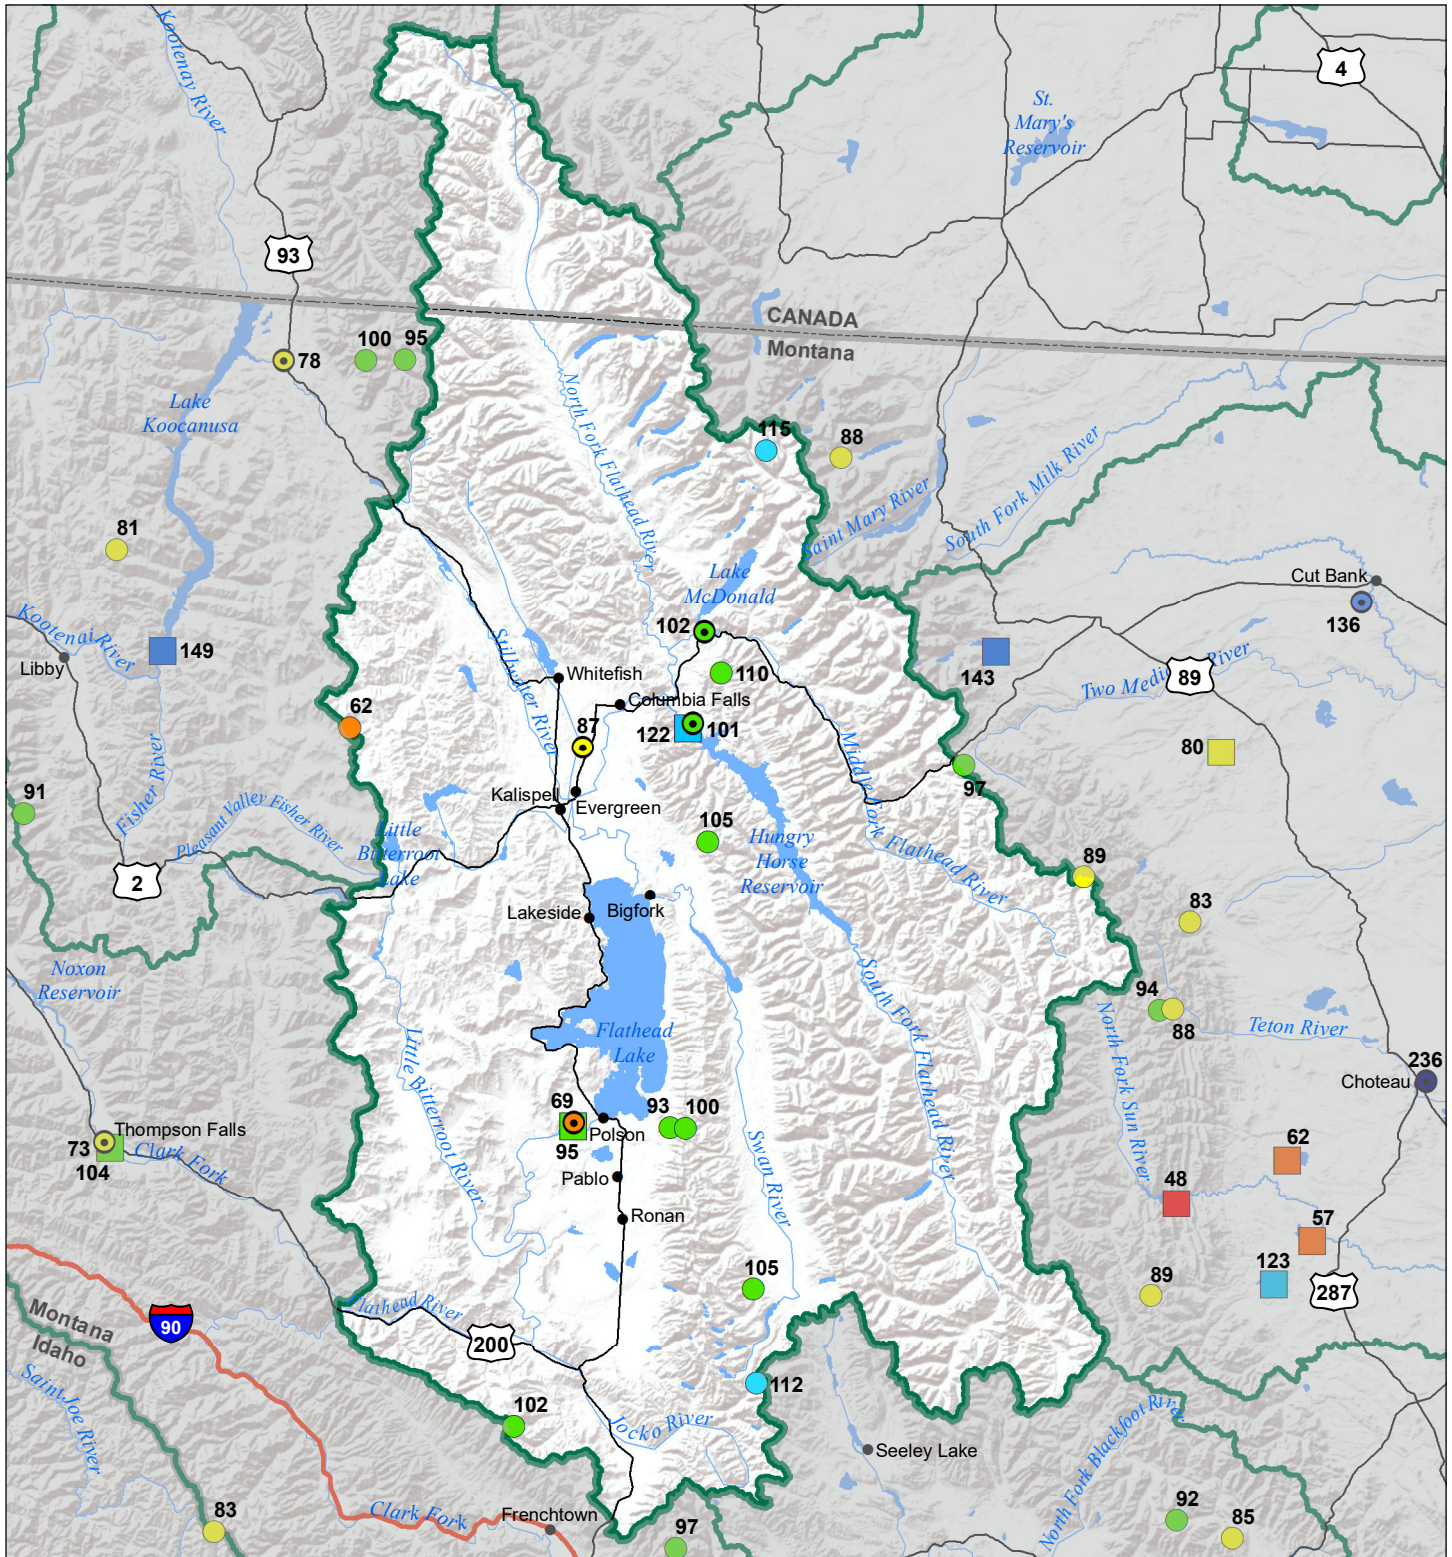 Kootenay River
4
St.
Mary's
Reservoir
93
CANADA
Montana
100
95
78
Lake
Koocanusa
North Fork Flathead River
115
88
South Fork Milk River
Saint Mary River
81
Lake
McDonald
Cut Bank
136
Kootenai River
Libby
149
102
Stillwater River
Whitefish
110
143
Two Medicine River
89
Columbia Falls
62
87
122
101
80
Fisher River
Middle Fork Flathead River
97
91
Kalispell
Evergreen
Pleasant Valley Fisher River
Little
Bitterroot
Lake
105
Hungry
Horse
Reservoir
2
89
Lakeside
Bigfork
83
Noxon
Reservoir
South Fork Flathead River
94
88
North Fork Sun River
Teton River
Flathead
Lake
Little Bitterroot River
236
Choteau
69
95
Polson
93
100
Thompson Falls
73
104
Clark Fork
Swan River
Pablo
62
48
Ronan
57
105
89
123
287
Flathead River
Montana
Idaho
90
200
112
Saint Joe River
102
Jocko River
Seeley Lake
North Fork Blackfoot River
83
Clark Fork
Frenchtown
97
92
85